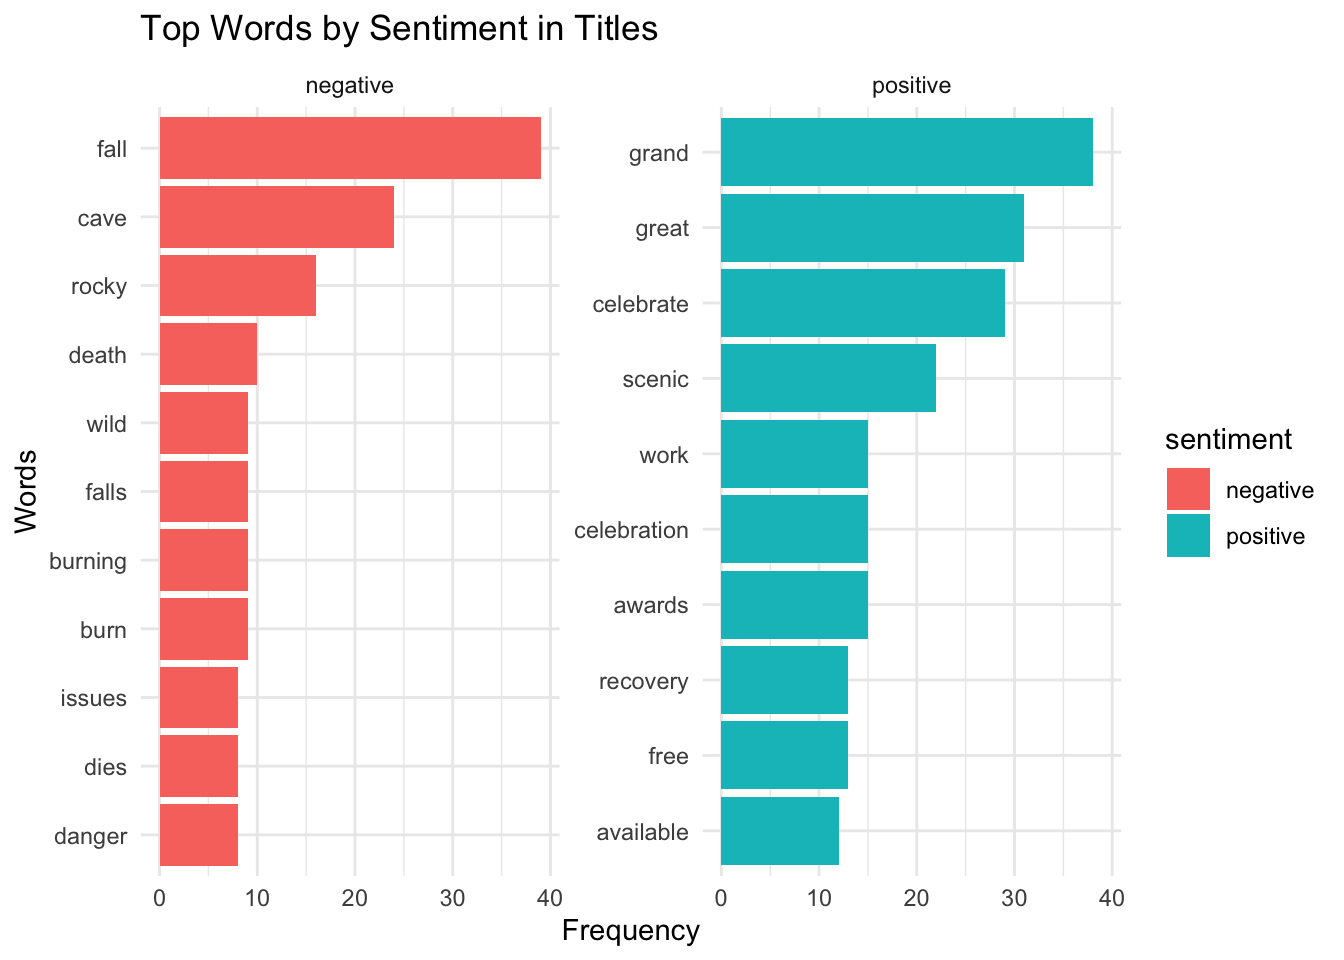 Top Words by Sentiment in Titles
negative
positive
Words
fall
cave
rocky
death
wild
falls
burning
burn
issues
dies
danger
0 10 20 30 40
grand
great
celebrate
scenic
work
celebration
awards
recovery
free
available
0 10 20 30 40
Frequency
sentiment
negative
positive